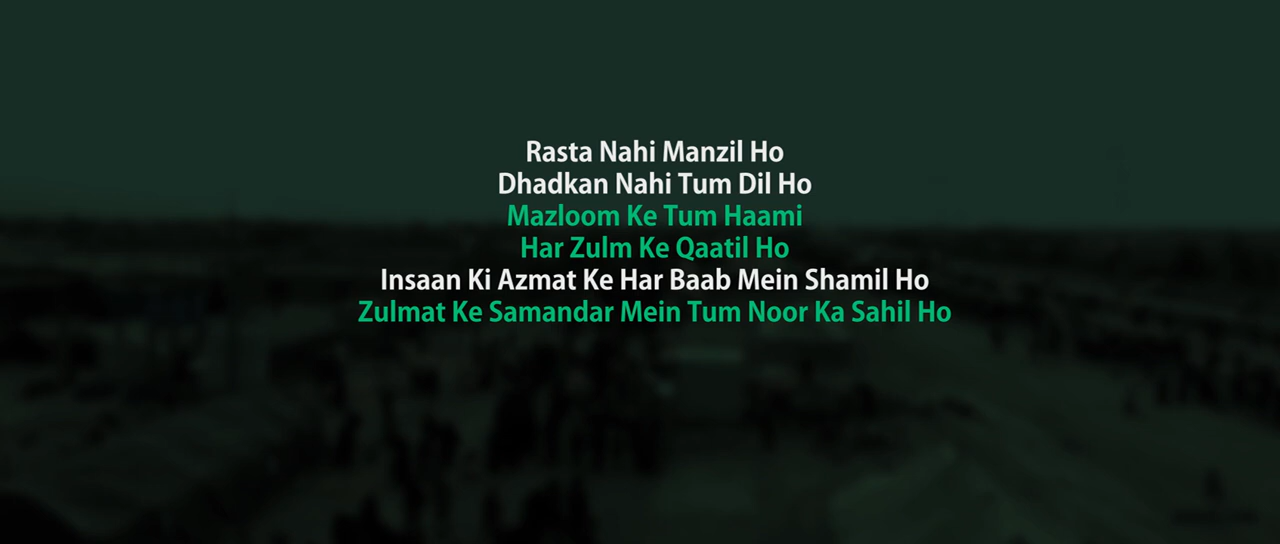 Rasta Nahi Manzil Ho
Dhadkan Nahi Tum Dil Ho
Mazloom Ke Tum Haami
Har Zulm Ke Qaatil Ho
Insaan Ki Azmat Ke Har Baab Mein Shamil Ho
Zulmat Ke Samandar Mein Tum Noor Ka Sahil Ho